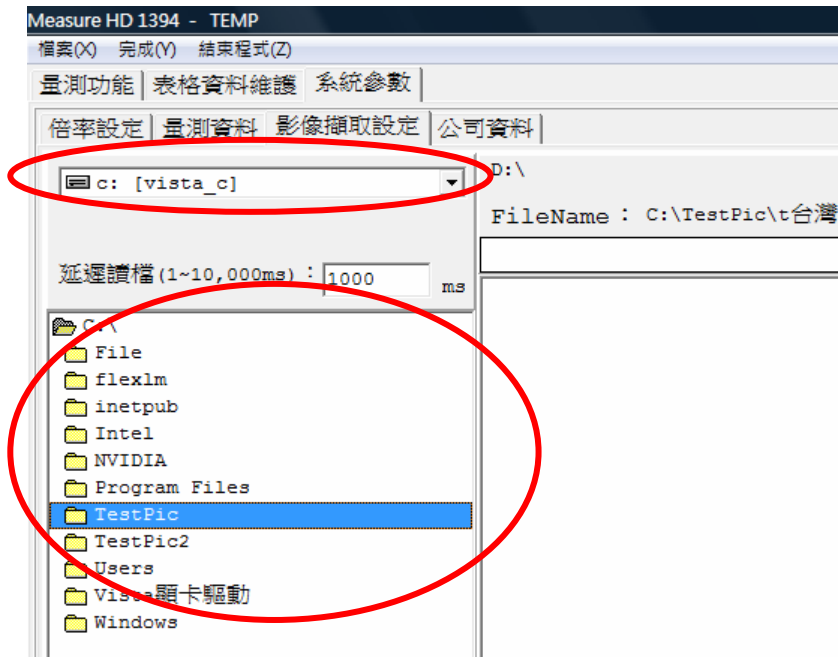 Measure HD 1394 - TEMP
檔案(X) 完成(Y) 結束程式(Z)
量測功能 表格資料維護 系統參數
倍率設定 量測資料 影像擷取設定 公司資料
c: [vista_c]
D:\
FileName： C:\TestPic\t台灣
延遲讀檔(1~10,000ms)：1000 ms
C:\
File
flexlm
inetpub
Intel
NVIDIA
Program Files
TestPic
TestPic2
Users
Vista顯卡驅動
Windows